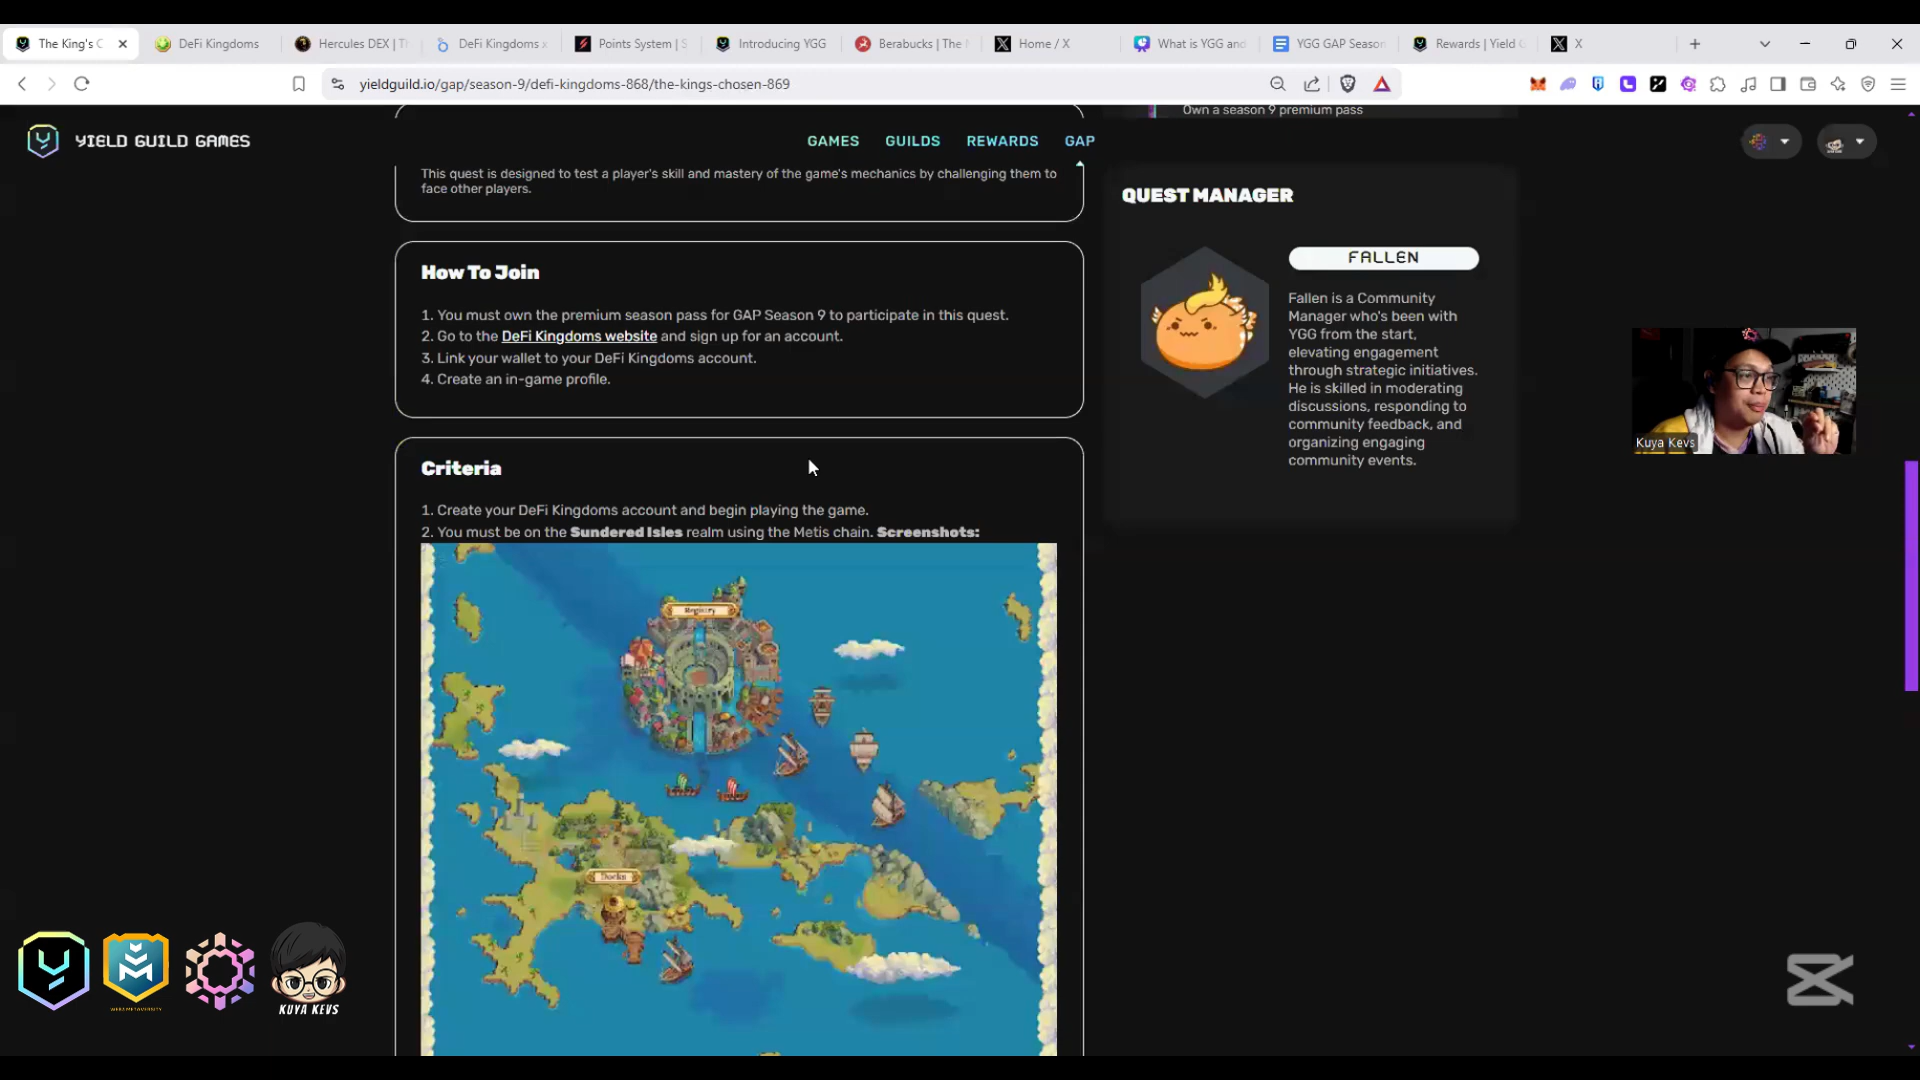 The King's C
DeFi Kingdoms
Hercules DEX | T
DeFi Kingdoms x
Points System | S
Introducing YGG
Berabucks | The
Home / X
What is YGG and
YGG GAP Season
Rewards | Yield G
X
yieldguild.io/gap/season-9/defi-kingdoms-868/the-kings-chosen-869
Own a season 9 premium pass
YIELD GUILD GAMES
GAMES
GUILDS
REWARDS
GAP
This quest is designed to test a player's skill and mastery of the game's mechanics by challenging them to
face other players.
How To Join
1. You must own the premium season pass for GAP Season 9 to participate in this quest.
2. Go to the DeFi Kingdoms website and sign up for an account.
3. Link your wallet to your DeFi Kingdoms account.
4. Create an in-game profile.
QUEST MANAGER
FALLEN
Fallen is a Community
Manager who's been with
YGG from the start,
elevating engagement
through strategic initiatives.
He is skilled in moderating
discussions, responding to
community feedback, and
organizing engaging
community events.
Kuya Kevs
Criteria
1. Create your DeFi Kingdoms account and begin playing the game.
2. You must be on the Sundered Isles realm using the Metis chain. Screenshots:
Registry
Docks
KUYA KEVS